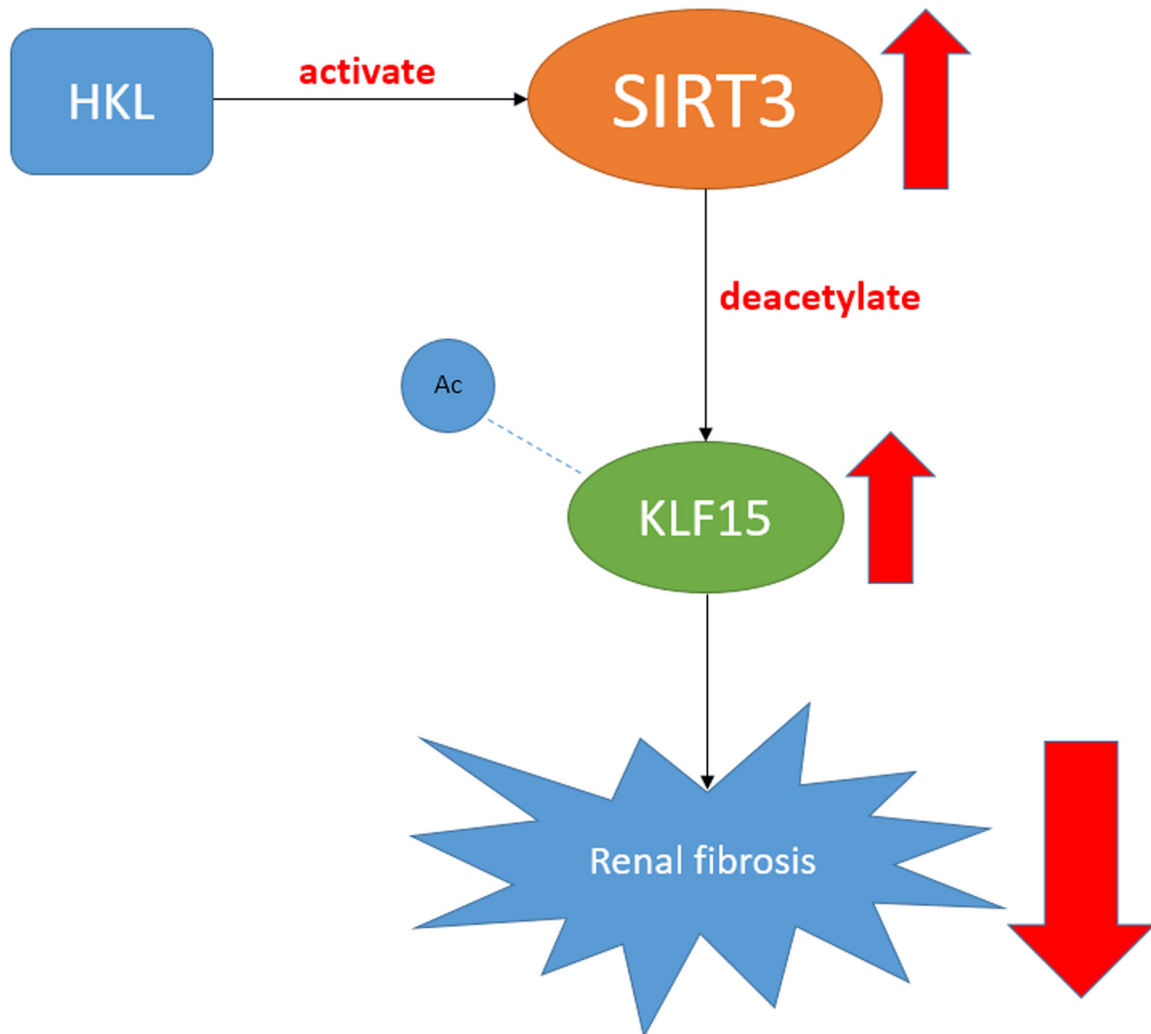 HKL
activate
SIRT3
deacetylate
Ac
KLF15
Renal fibrosis